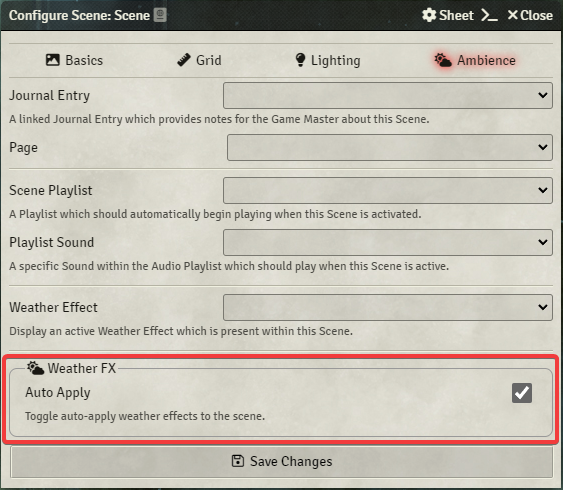 Configure Scene: Scene
Sheet
Close
Basics
Grid
Lighting
Ambience
Journal Entry
A linked Journal Entry which provides notes for the Game Master about this Scene.
Page
Scene Playlist
A Playlist which should automatically begin playing when this Scene is activated.
Playlist Sound
A specific Sound within the Audio Playlist which should play when this Scene is active.
Weather Effect
Display an active Weather Effect which is present within this Scene.
Weather FX
Auto Apply
Toggle auto-apply weather effects to the scene.
Save Changes